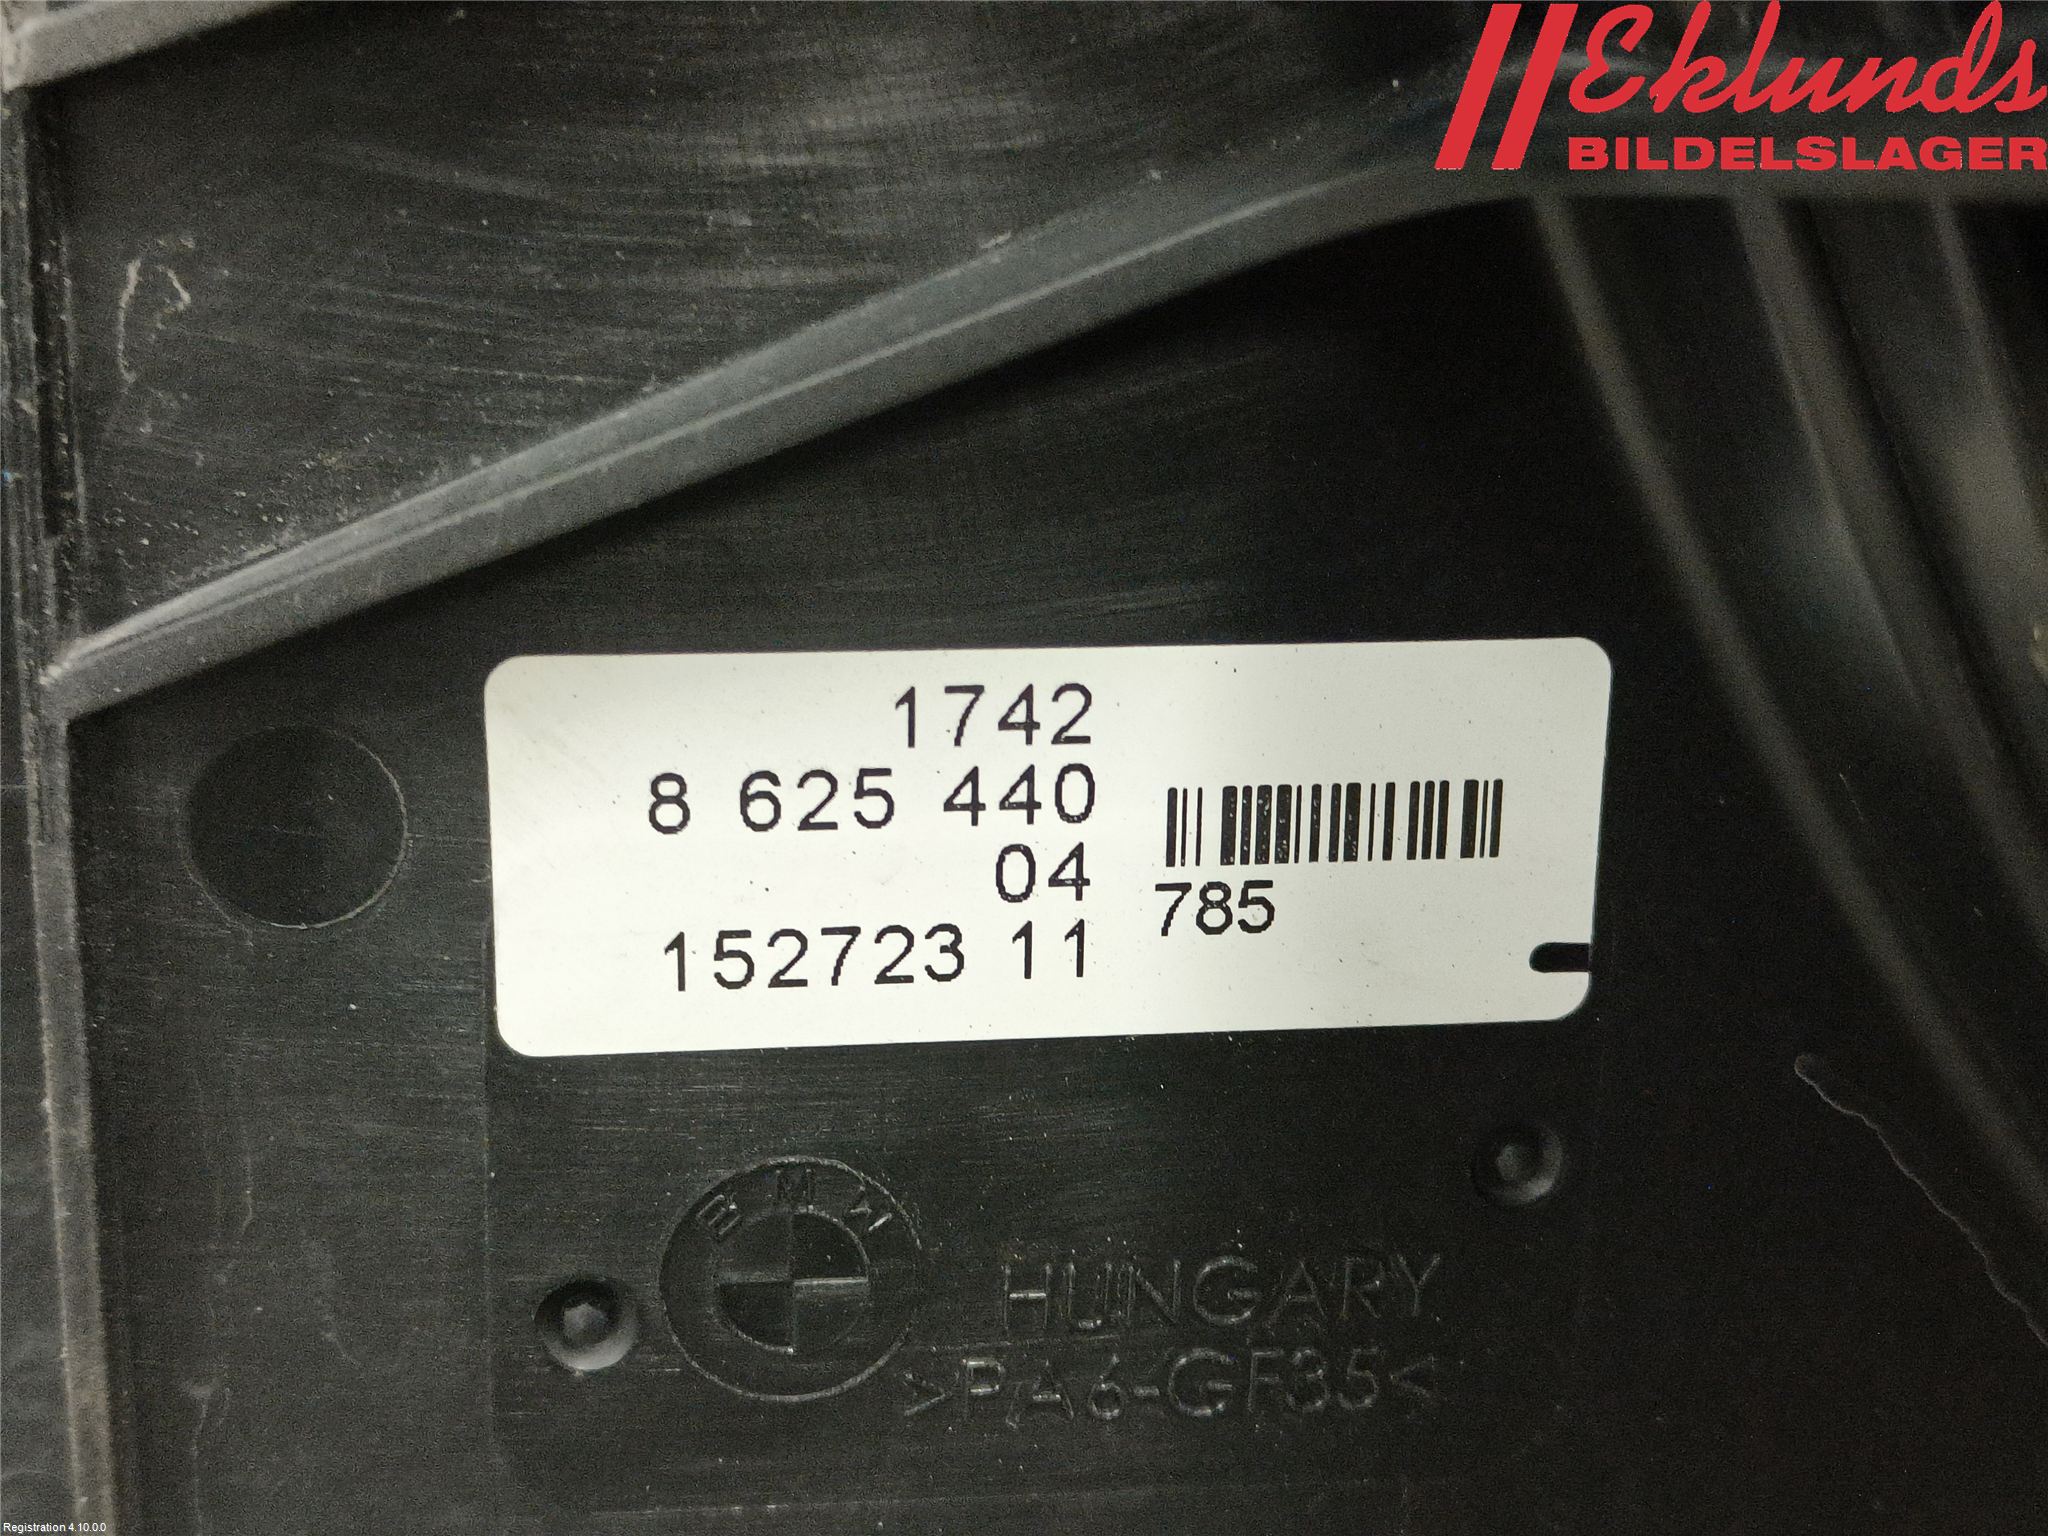 Eklunds
BILDELSLAGER
1742
8 625 440
04
785
152723 11
BMW
HUNGARY
>PA6-GF35<
Registration 4.10.0.0